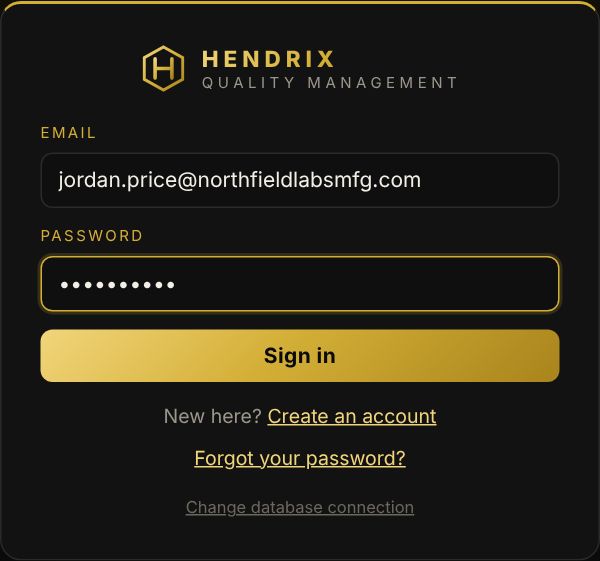 HENDRIX
QUALITY MANAGEMENT
EMAIL
jordan.price@northfieldlabsmfg.com
PASSWORD
••••••••••
Sign in
New here? Create an account
Forgot your password?
Change database connection